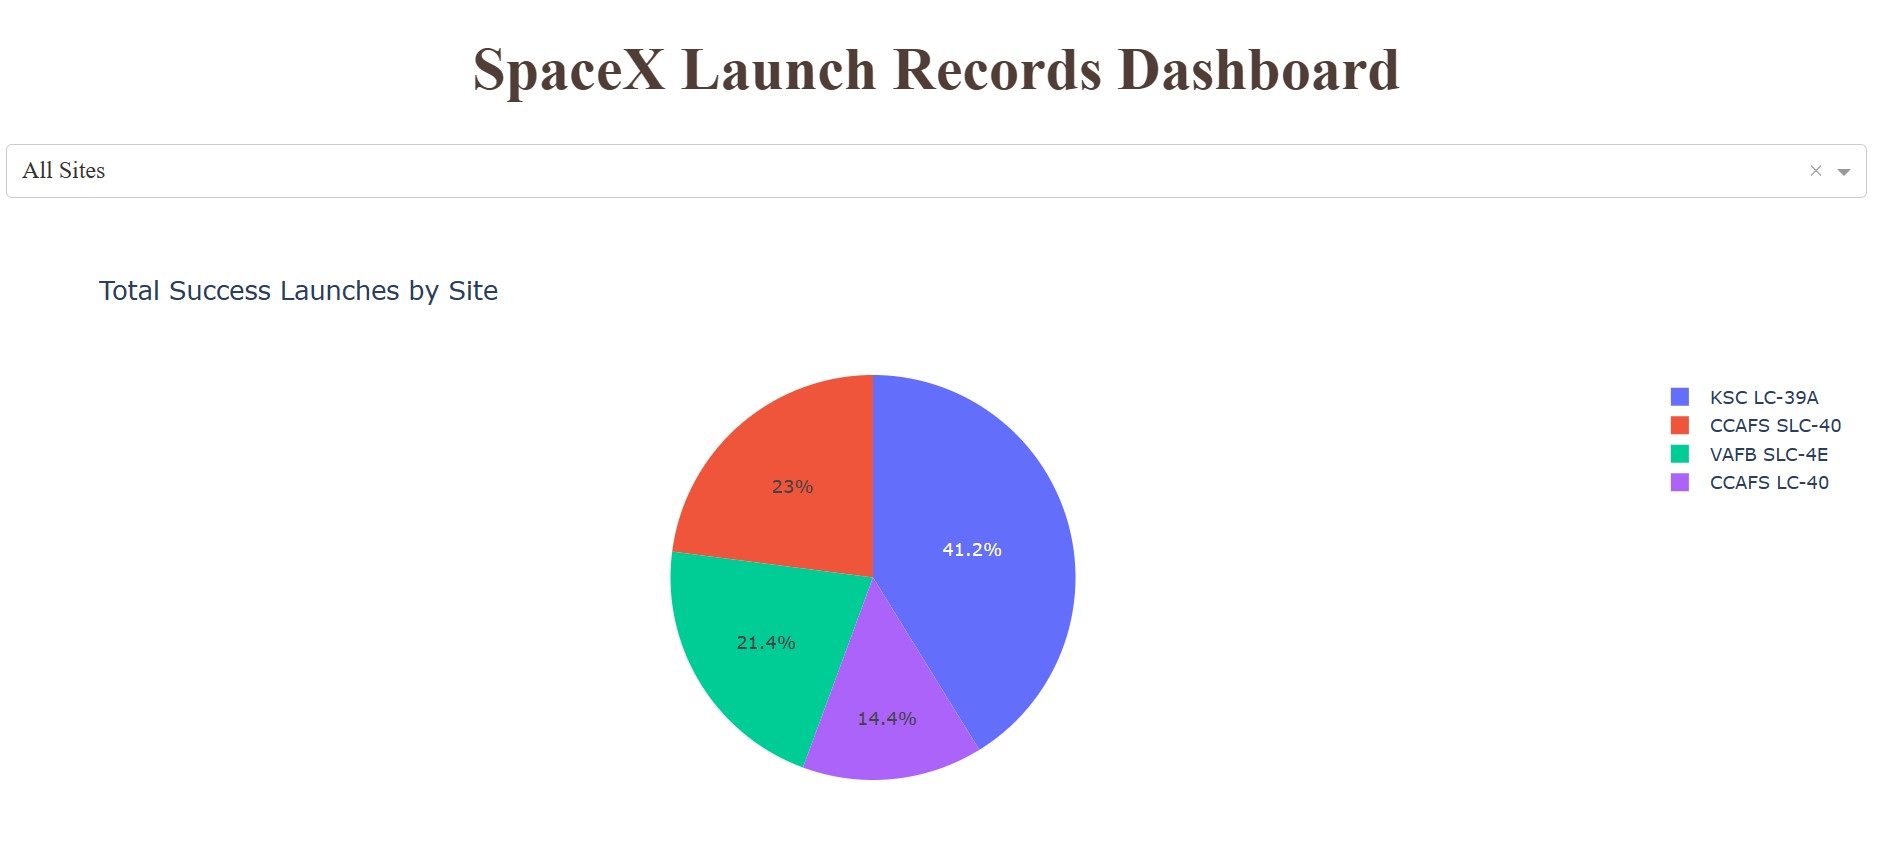 SpaceX Launch Records Dashboard
All Sites
Total Success Launches by Site
KSC LC-39A
CCAFS SLC-40
VAFB SLC-4E
CCAFS LC-40
23%
41.2%
21.4%
14.4%